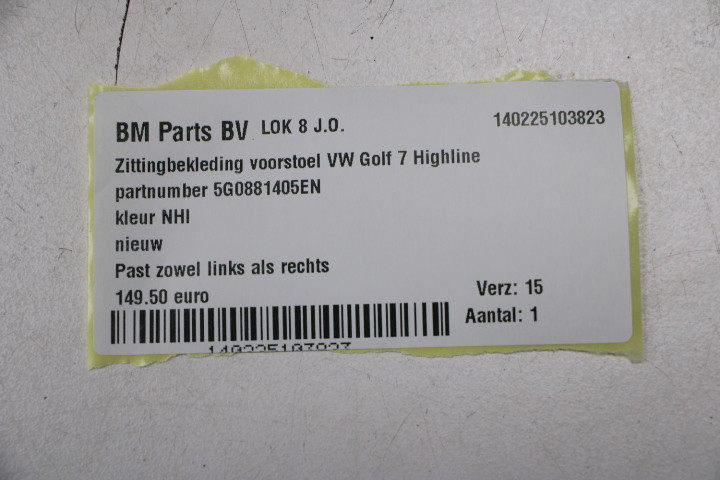 BM Parts BV LOK 8 J.O. 140225103823
Zittingbekleding voorstoel VW Golf 7 Highline
partnumber 5G0881405EN
kleur NHI
nieuw
Past zowel links als rechts
149.50 euro
Verz: 15
Aantal: 1
140225103823